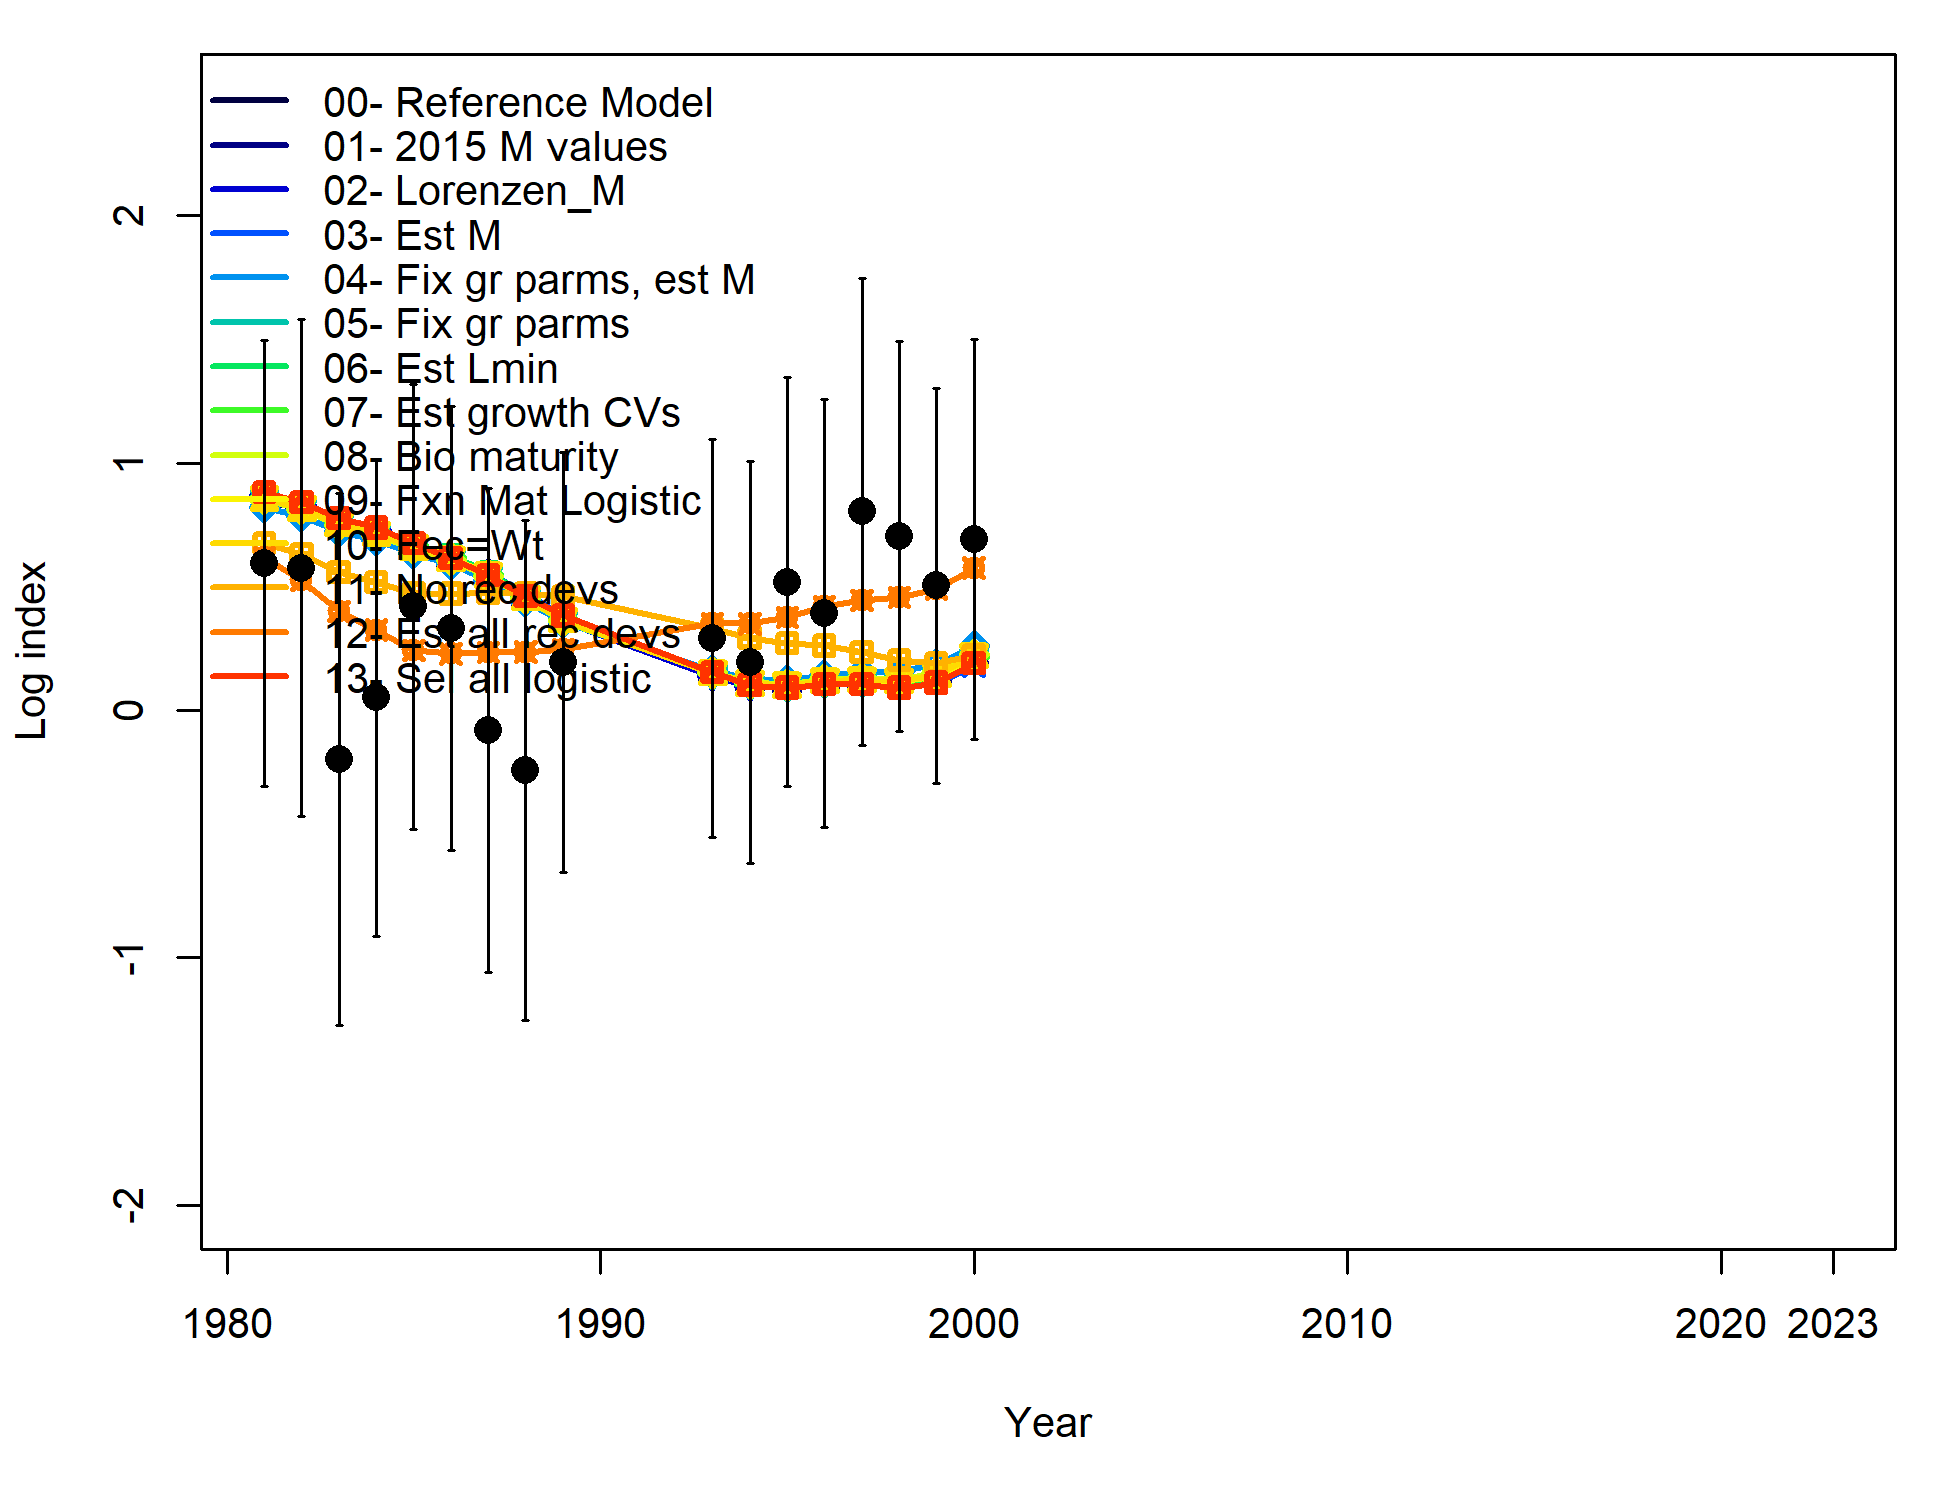 00- Reference Model
01- 2015 M values
02- Lorenzen_M
03- Est M
04- Fix gr parms, est M
05- Fix gr parms
06- Est Lmin
07- Est growth CVs
08- Bio maturity
09- Fxn Mat Logistic
10- Fec=Wt
11- No rec devs
12- Est all rec devs
13- Sel all logistic
2
1
0
-1
-2
Log index
1980 1990 2000 2010 2020 2023
Year